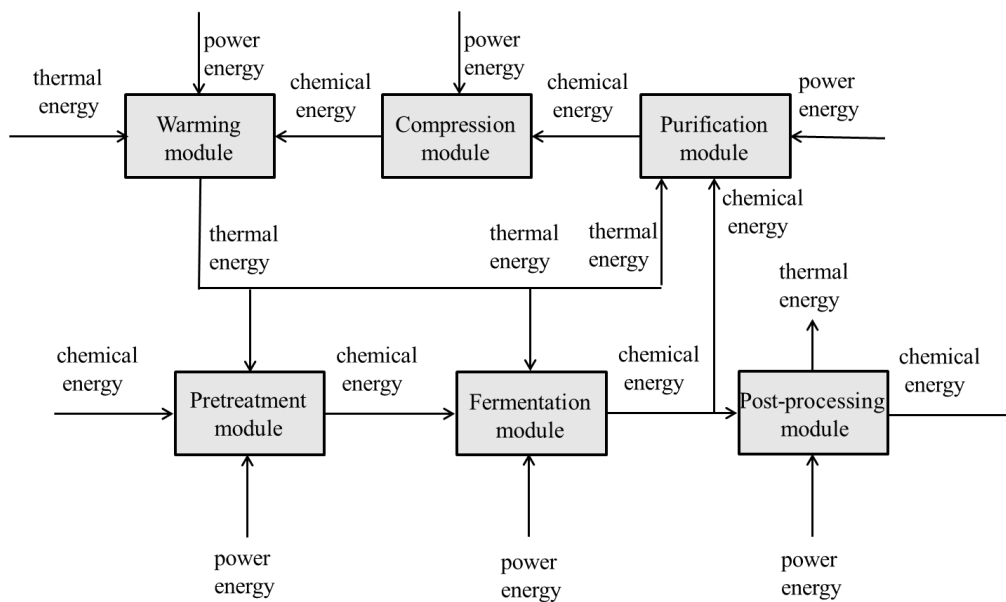 power
energy
power
energy
thermal
energy
chemical
energy
chemical
energy
power
energy
Warming
module
Compression
module
Purification
module
chemical
energy
thermal
energy
thermal
energy
thermal
energy
thermal
energy
chemical
energy
chemical
energy
chemical
energy
chemical
energy
Pretreatment
module
Fermentation
module
Post-processing
module
power
energy
power
energy
power
energy